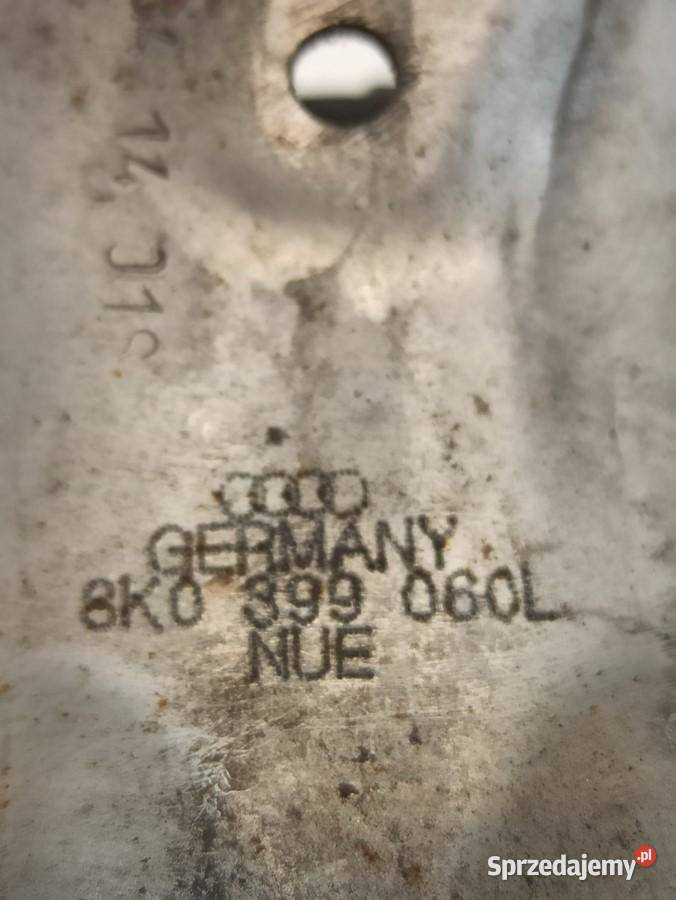 GERMANY
8K0 399 060L
NUE
Sprzedajemy.pl